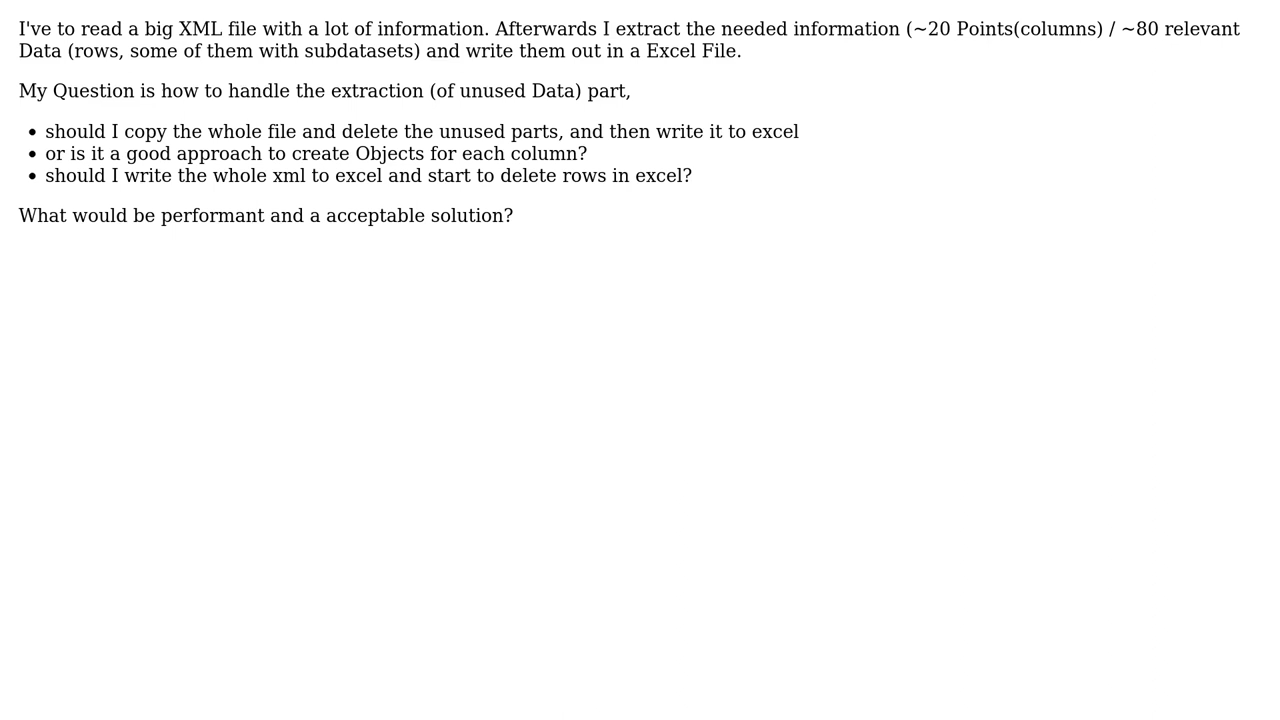 I've to read a big XML file with a lot of information. Afterwards I extract the needed information (~20 Points(columns) / ~80 relevant
Data (rows, some of them with subdatasets) and write them out in a Excel File.
My Question is how to handle the extraction (of unused Data) part,
• should I copy the whole file and delete the unused parts, and then write it to excel
• or is it a good approach to create Objects for each column?
• should I write the whole xml to excel and start to delete rows in excel?
What would be performant and a acceptable solution?